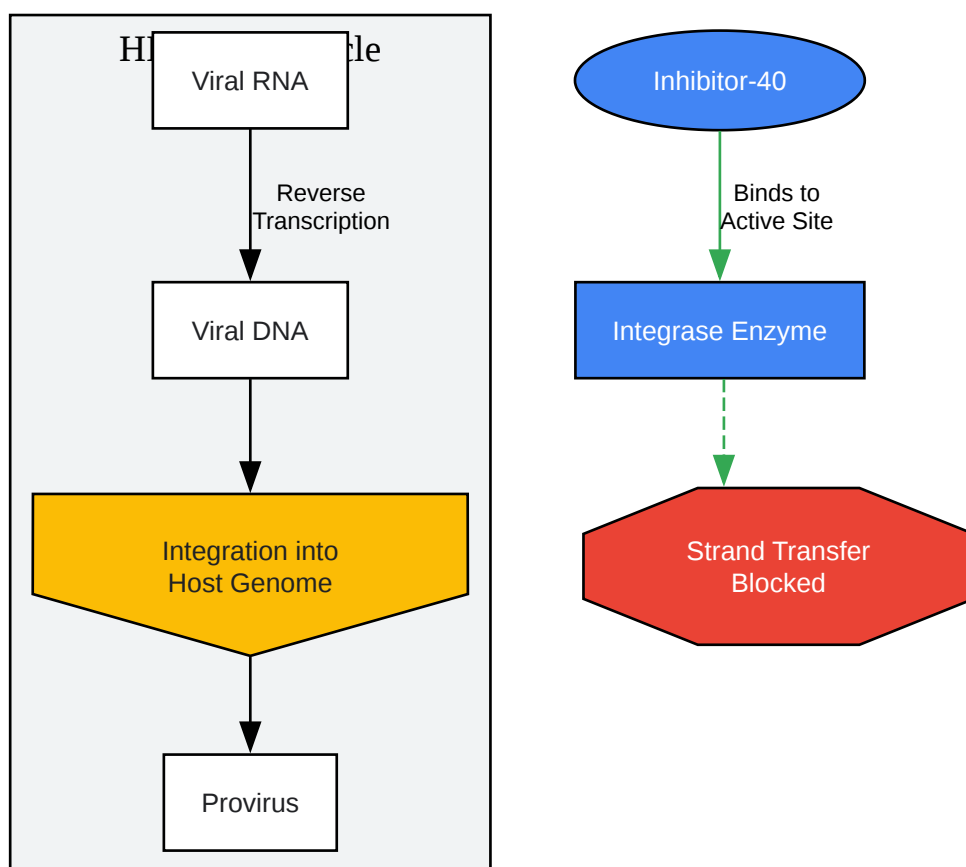 Viral RNA
Reverse
Transcription
Viral DNA
Integration into
Host Genome
Provirus
Inhibitor-40
Binds to
Active Site
Integrase Enzyme
Strand Transfer
Blocked